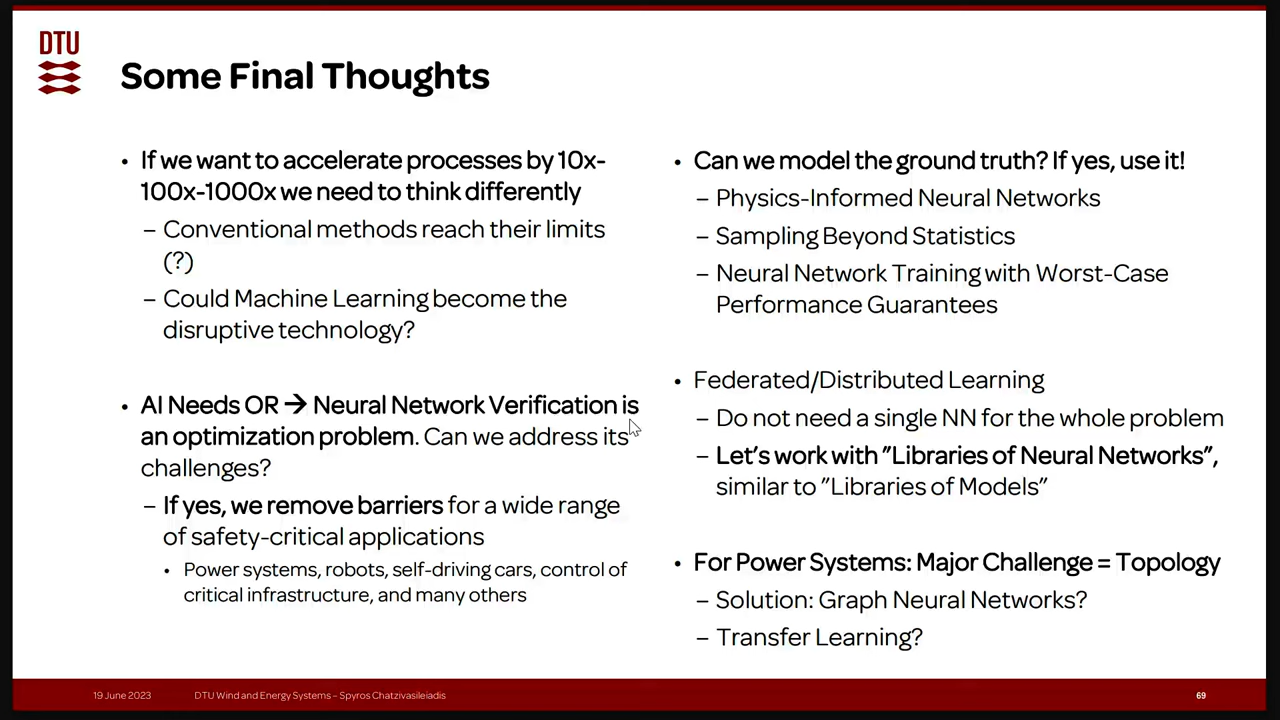 DTU
Some Final Thoughts
• If we want to accelerate processes by 10x-
100x-1000x we need to think differently
– Conventional methods reach their limits
(?)
– Could Machine Learning become the
disruptive technology?
• AI Needs OR → Neural Network Verification is
an optimization problem. Can we address its
challenges?
– If yes, we remove barriers for a wide range
of safety-critical applications
• Power systems, robots, self-driving cars, control of
critical infrastructure, and many others
• Can we model the ground truth? If yes, use it!
– Physics-Informed Neural Networks
– Sampling Beyond Statistics
– Neural Network Training with Worst-Case
Performance Guarantees
• Federated/Distributed Learning
– Do not need a single NN for the whole problem
– Let’s work with ”Libraries of Neural Networks”,
similar to ”Libraries of Models”
• For Power Systems: Major Challenge = Topology
– Solution: Graph Neural Networks?
– Transfer Learning?
19 June 2023 DTU Wind and Energy Systems – Spyros Chatzivasileiadis 69